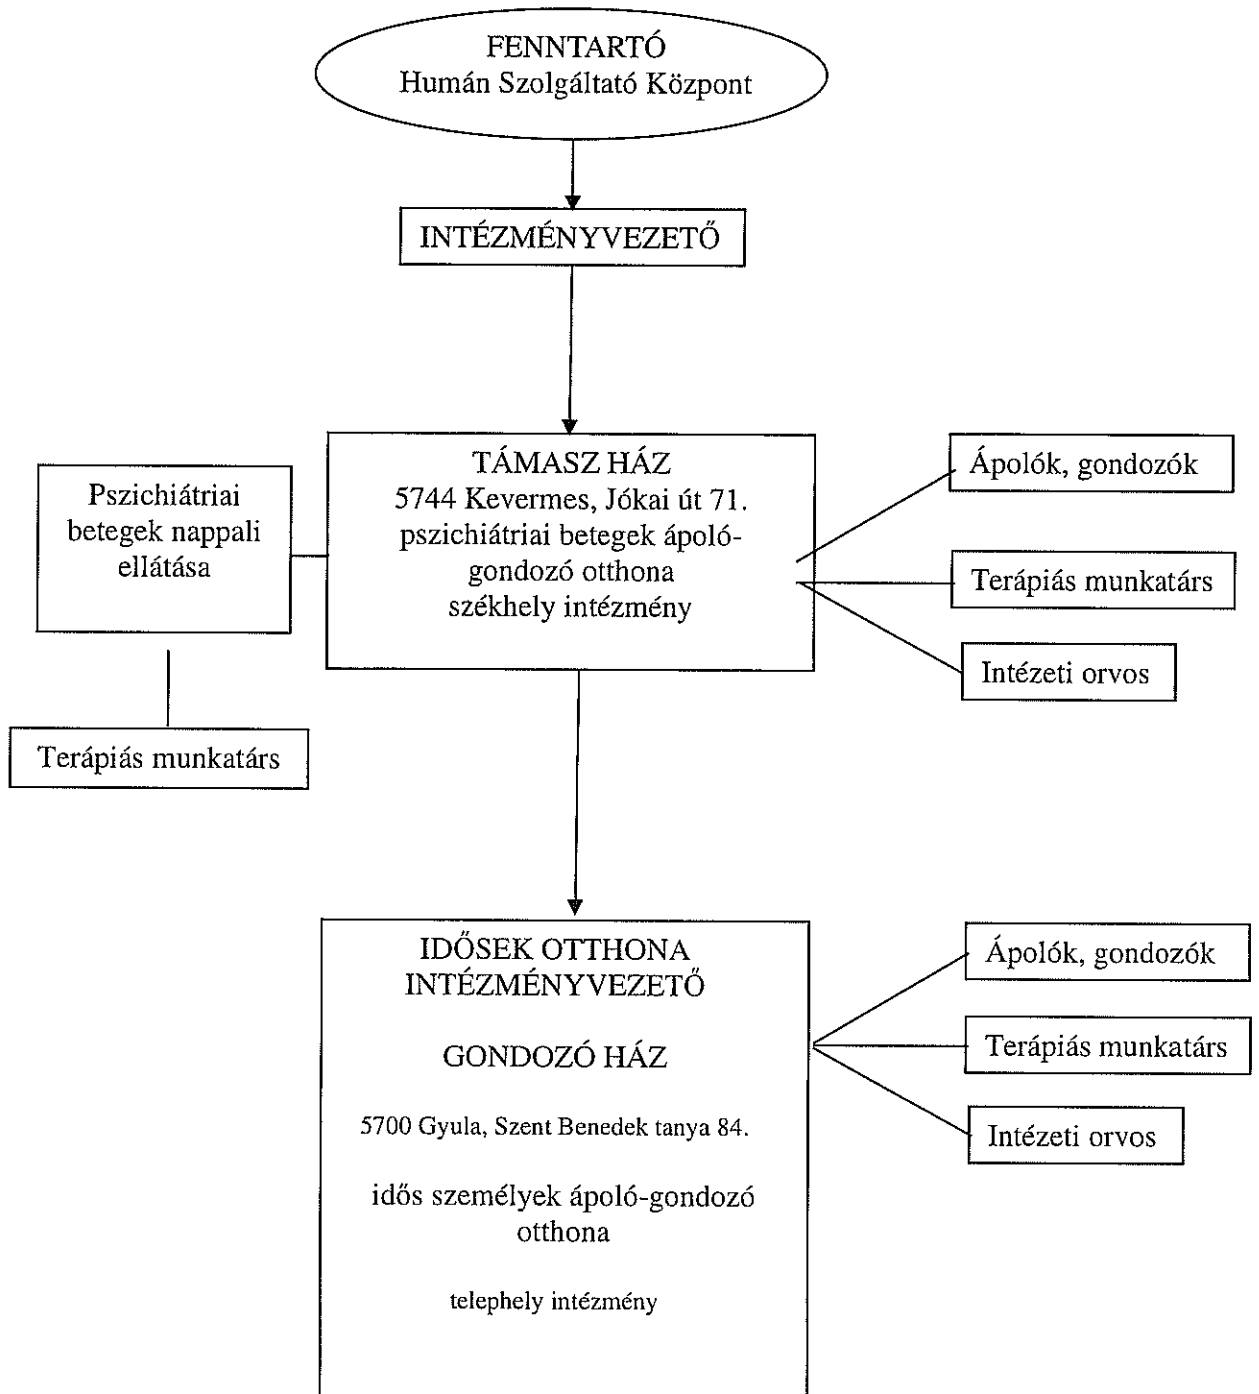 FENNTARTÓ
Humán Szolgáltató Központ
INTÉZMÉNYVEZETŐ
TÁMASZ HÁZ
5744 Kevermes, Jókai út 71.
pszichiátriai betegek ápoló-
gondozó otthona
székhely intézmény
Pszichiátriai
betegek nappali
ellátása
Terápiás munkatárs
Ápolók, gondozók
Terápiás munkatárs
Intézeti orvos
IDŐSEK OTTHONA
INTÉZMÉNYVEZETŐ
GONDOZÓ HÁZ
5700 Gyula, Szent Benedek tanya 84.
idős személyek ápoló-gondozó
otthona
telephely intézmény
Ápolók, gondozók
Terápiás munkatárs
Intézeti orvos